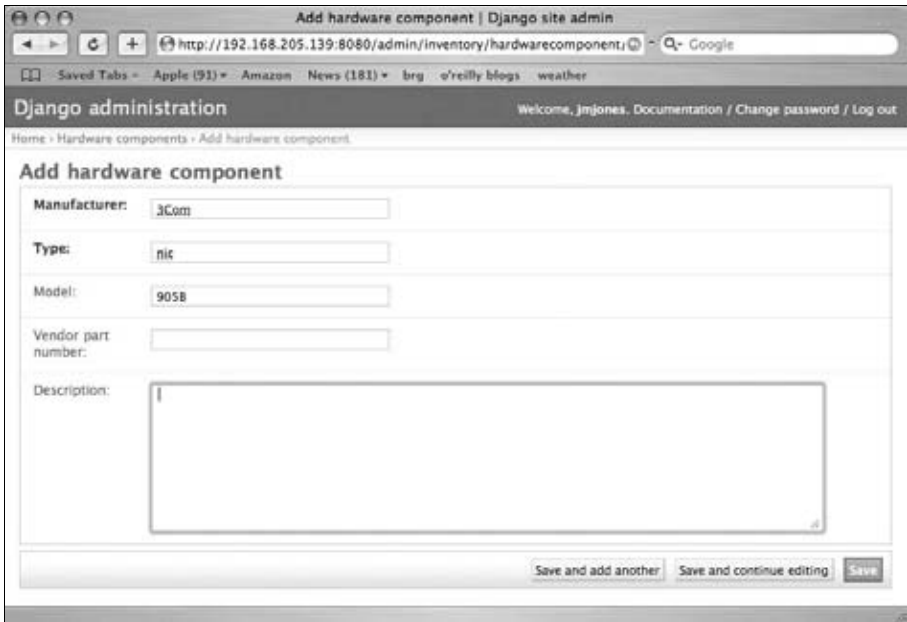 Add hardware component | Django site admin
http://192.168.205.139:8080/admin/inventory/hardwarecomponent/ Google
Saved Tabs Apple (91) Amazon News (181) brg o'reilly blogs weather
Django administration Welcome, jmjones. Documentation / Change password / Log out
Home › Hardware components › Add hardware component
Add hardware component
Manufacturer: 3Com
Type: nic
Model: 905B
Vendor part
number:
Description:
Save and add another Save and continue editing Save